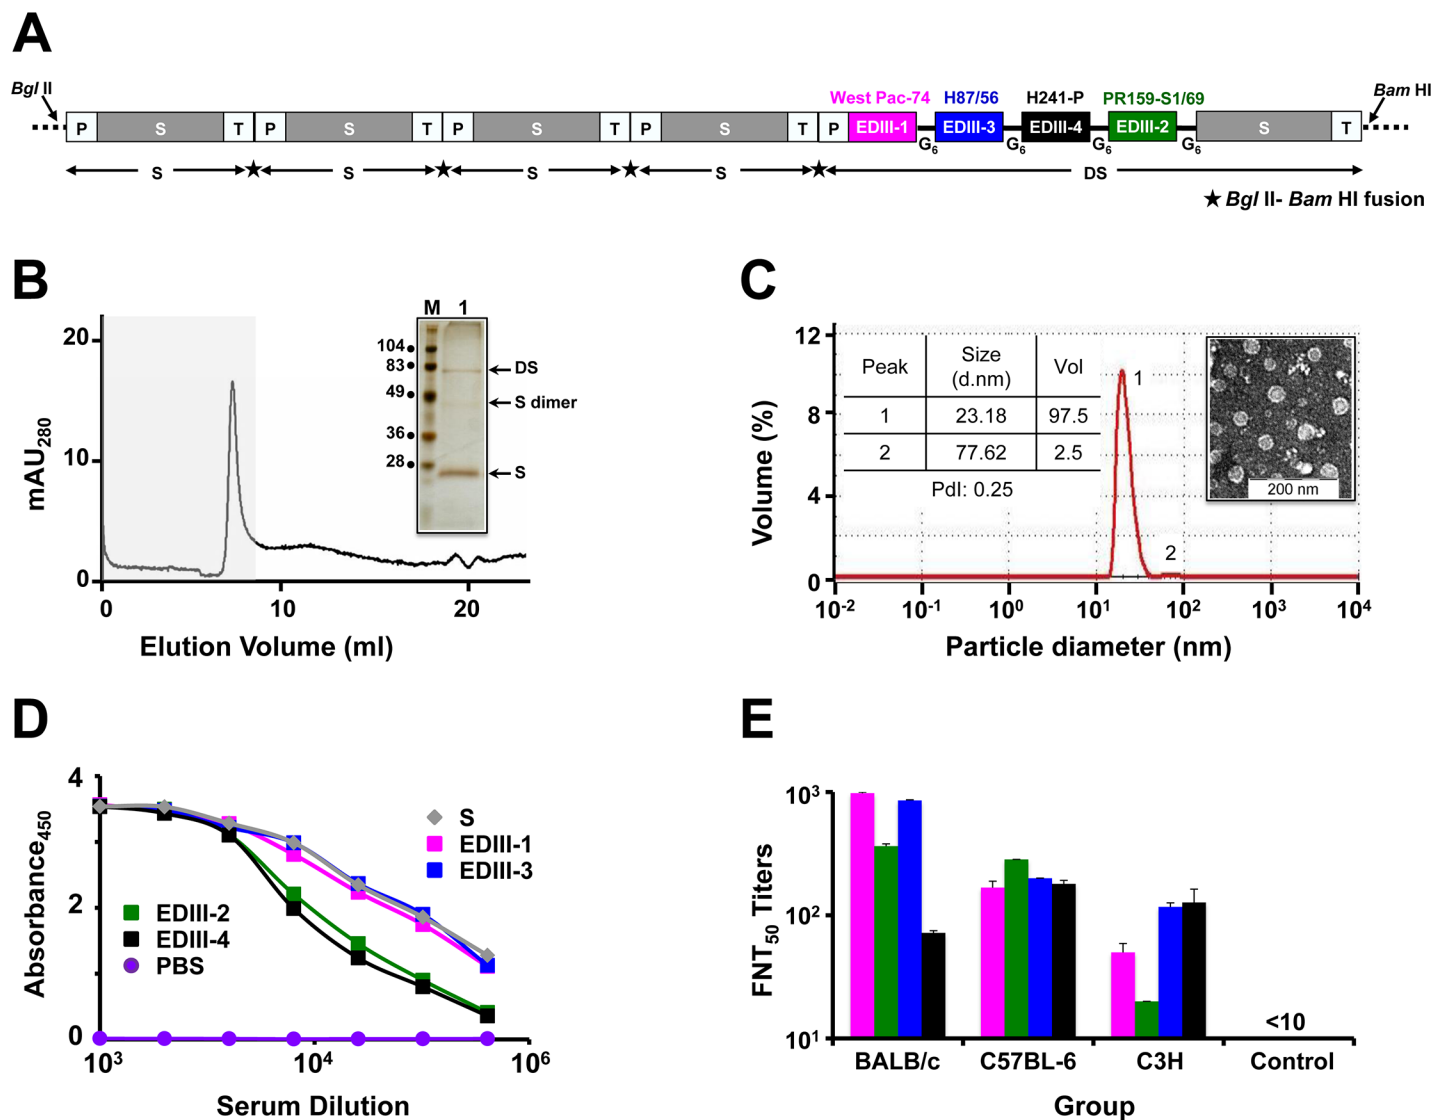 A
Bgl II
West Pac-74 H87/56 H241-P PR159-S1/69
Bam HI
P S T P S T P S T P S T P EDIII-1 EDIII-3 EDIII-4 EDIII-2 S T
G6 G6 G6 G6
S S S S DS
★ Bgl II- Bam HI fusion
B
mAU280
20
10
0
0 10 20
Elution Volume (ml)
M 1
104
83
49
36
28
DS
S dimer
S
C
Volume (%)
12
8
4
0
10-2 10-1 100 101 102 103 104
Particle diameter (nm)
Peak Size (d.nm) Vol
1 23.18 97.5
2 77.62 2.5
PdI: 0.25
1
2
200 nm
D
Absorbance450
4
2
0
103 104 106
Serum Dilution
S
EDIII-1
EDIII-3
EDIII-2
EDIII-4
PBS
E
FNT50 Titers
103
102
101
<10
BALB/c C57BL-6 C3H Control
Group